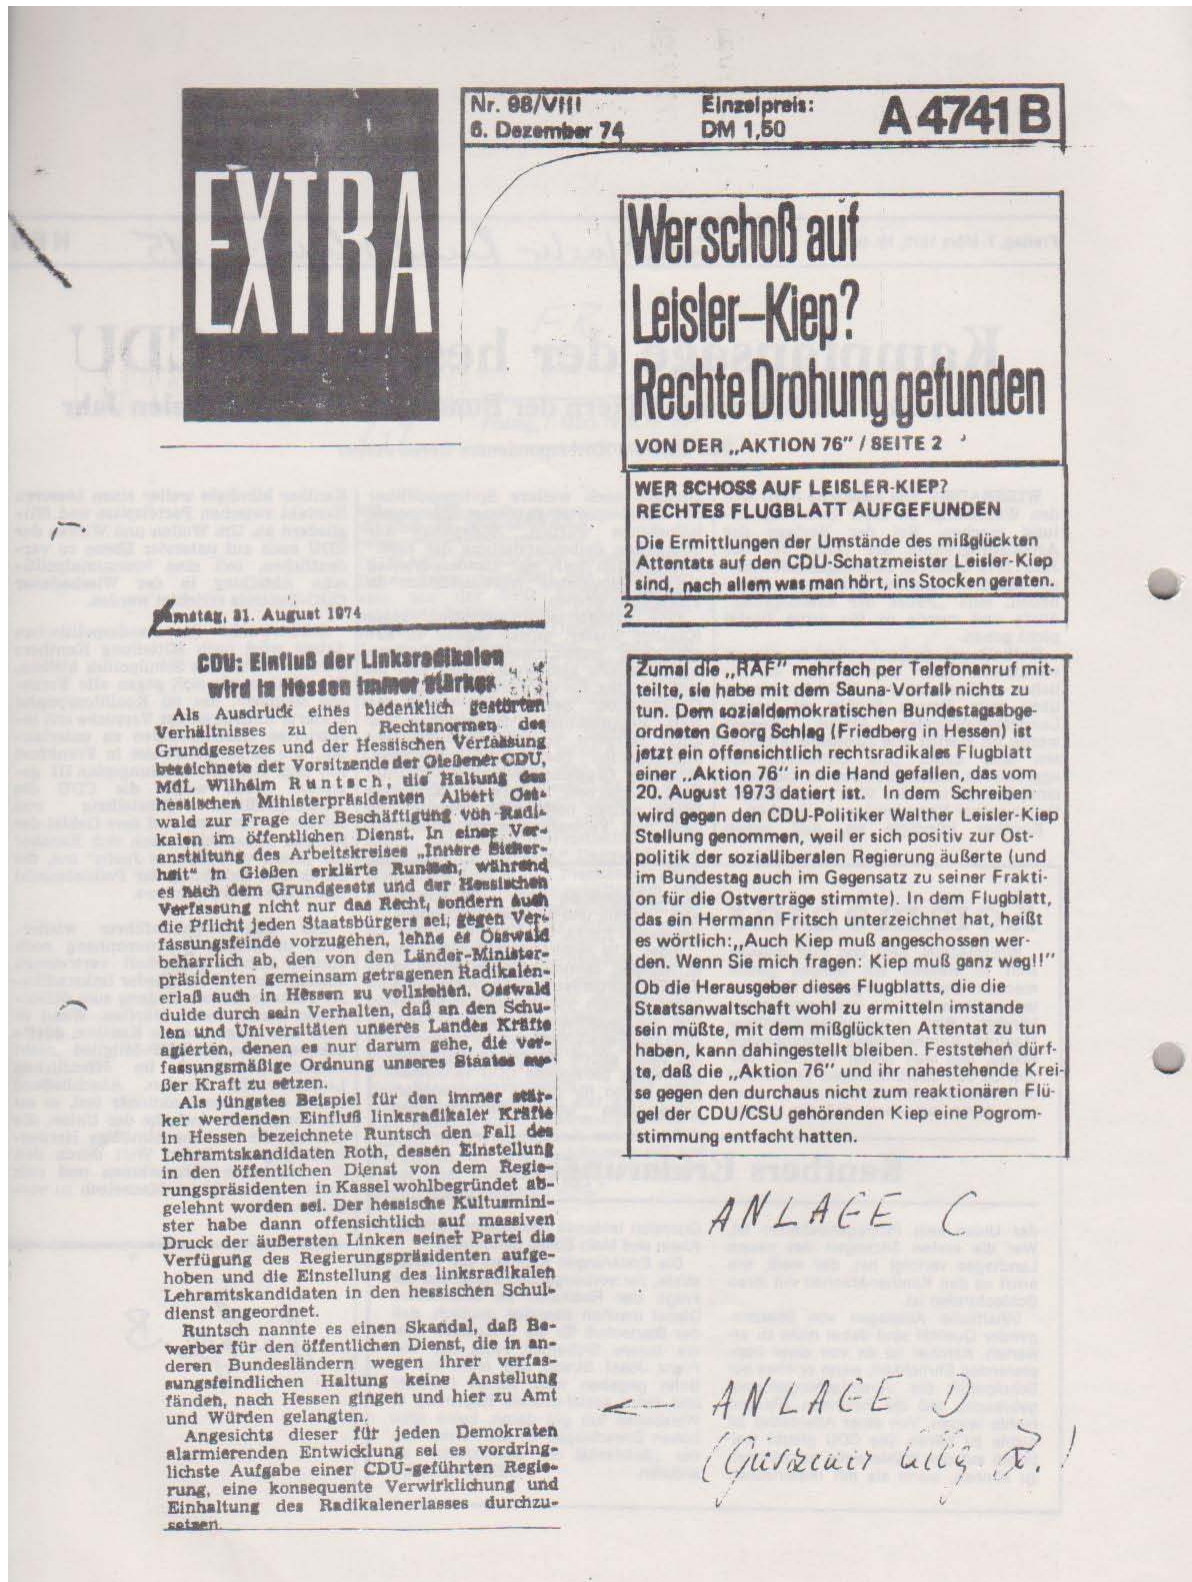 EXTRA
Nr. 98/VIII
6. Dezember 74
Einzelpreis:
DM 1,50
A 4741 B
Wer schoß auf
Leisler-Kiep?
Rechte Drohung gefunden
VON DER „AKTION 76" / SEITE 2
WER SCHOSS AUF LEISLER-KIEP?
RECHTES FLUGBLATT AUFGEFUNDEN
Die Ermittlungen der Umstände des mißglückten
Attentats auf den CDU-Schatzmeister Leisler-Kiep
sind, nach allem was man hört, ins Stocken geraten.
2
Zumal die „RAF" mehrfach per Telefonanruf mit-
teilte, sie habe mit dem Sauna-Vorfall nichts zu
tun. Dem sozialdemokratischen Bundestagsabge-
ordneten Georg Schlag (Friedberg in Hessen) ist
jetzt ein offensichtlich rechtsradikales Flugblatt
einer „Aktion 76" in die Hand gefallen, das vom
20. August 1973 datiert ist. In dem Schreiben
wird gegen den CDU-Politiker Walther Leisler-Kiep
Stellung genommen, weil er sich positiv zur Ost-
politik der sozialliberalen Regierung äußerte (und
im Bundestag auch im Gegensatz zu seiner Frakti-
on für die Ostverträge stimmte). In dem Flugblatt,
das ein Hermann Fritsch unterzeichnet hat, heißt
es wörtlich:„Auch Kiep muß angeschossen wer-
den. Wenn Sie mich fragen: Kiep muß ganz weg!!"
Ob die Herausgeber dieses Flugblatts, die die
Staatsanwaltschaft wohl zu ermitteln imstande
sein müßte, mit dem mißglückten Attentat zu tun
haben, kann dahingestellt bleiben. Feststehen dürf-
te, daß die „Aktion 76" und ihr nahestehende Krei-
se gegen den durchaus nicht zum reaktionären Flü-
gel der CDU/CSU gehörenden Kiep eine Pogrom-
stimmung entfacht hatten.
ANLAGE C
Samstag, 31. August 1974
CDU: Einfluß der Linksradikalen
wird in Hessen immer stärker
Als Ausdruck eines bedenklich gestörten
Verhältnisses zu den Rechtsnormen des
Grundgesetzes und der Hessischen Verfassung
bezeichnete der Vorsitzende der Gießener CDU,
MdL Wilhelm Runtsch, die Haltung des
hessischen Ministerpräsidenten Albert Oss-
wald zur Frage der Beschäftigung von Radi-
kalen im öffentlichen Dienst. In einer Ver-
anstaltung des Arbeitskreises „Innere Sicher-
heit" in Gießen erklärte Runtsch, während
es nach dem Grundgesetz und der Hessischen
Verfassung nicht nur das Recht, sondern auch
die Pflicht jeden Staatsbürgers sei, gegen Ver-
fassungsfeinde vorzugehen, lehne es Osswald
beharrlich ab, den von den Länder-Minister-
präsidenten gemeinsam getragenen Radikalen-
erlaß auch in Hessen zu vollziehen. Osswald
dulde durch sein Verhalten, daß an den Schu-
len und Universitäten unseres Landes Kräfte
agierten, denen es nur darum gehe, die ver-
fassungsmäßige Ordnung unseres Staates au-
ßer Kraft zu setzen.
Als jüngstes Beispiel für den immer stär-
ker werdenden Einfluß linksradikaler Kräfte
in Hessen bezeichnete Runtsch den Fall des
Lehramtskandidaten Roth, dessen Einstellung
in den öffentlichen Dienst von dem Regie-
rungspräsidenten in Kassel wohlbegründet ab-
gelehnt worden sei. Der hessische Kultusmini-
ster habe dann offensichtlich auf massiven
Druck der äußersten Linken seiner Partei die
Verfügung des Regierungspräsidenten aufge-
hoben und die Einstellung des linksradikalen
Lehramtskandidaten in den hessischen Schul-
dienst angeordnet.
Runtsch nannte es einen Skandal, daß Be-
werber für den öffentlichen Dienst, die in an-
deren Bundesländern wegen ihrer verfas-
sungsfeindlichen Haltung keine Anstellung
fänden, nach Hessen gingen und hier zu Amt
und Würden gelangten.
Angesichts dieser für jeden Demokraten
alarmierenden Entwicklung sei es vordring-
lichste Aufgabe einer CDU-geführten Regie-
rung, eine konsequente Verwirklichung und
Einhaltung des Radikalenerlasses durchzu-
setzen.
← ANLAGE D